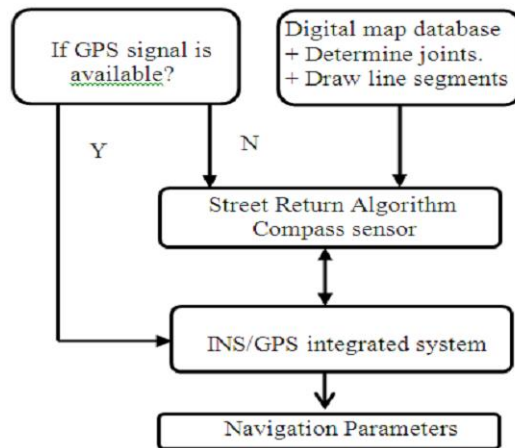 If GPS signal is
available?
Digital map database
+ Determine joints.
+ Draw line segments
Y
N
Street Return Algorithm
Compass sensor
INS/GPS integrated system
Navigation Parameters